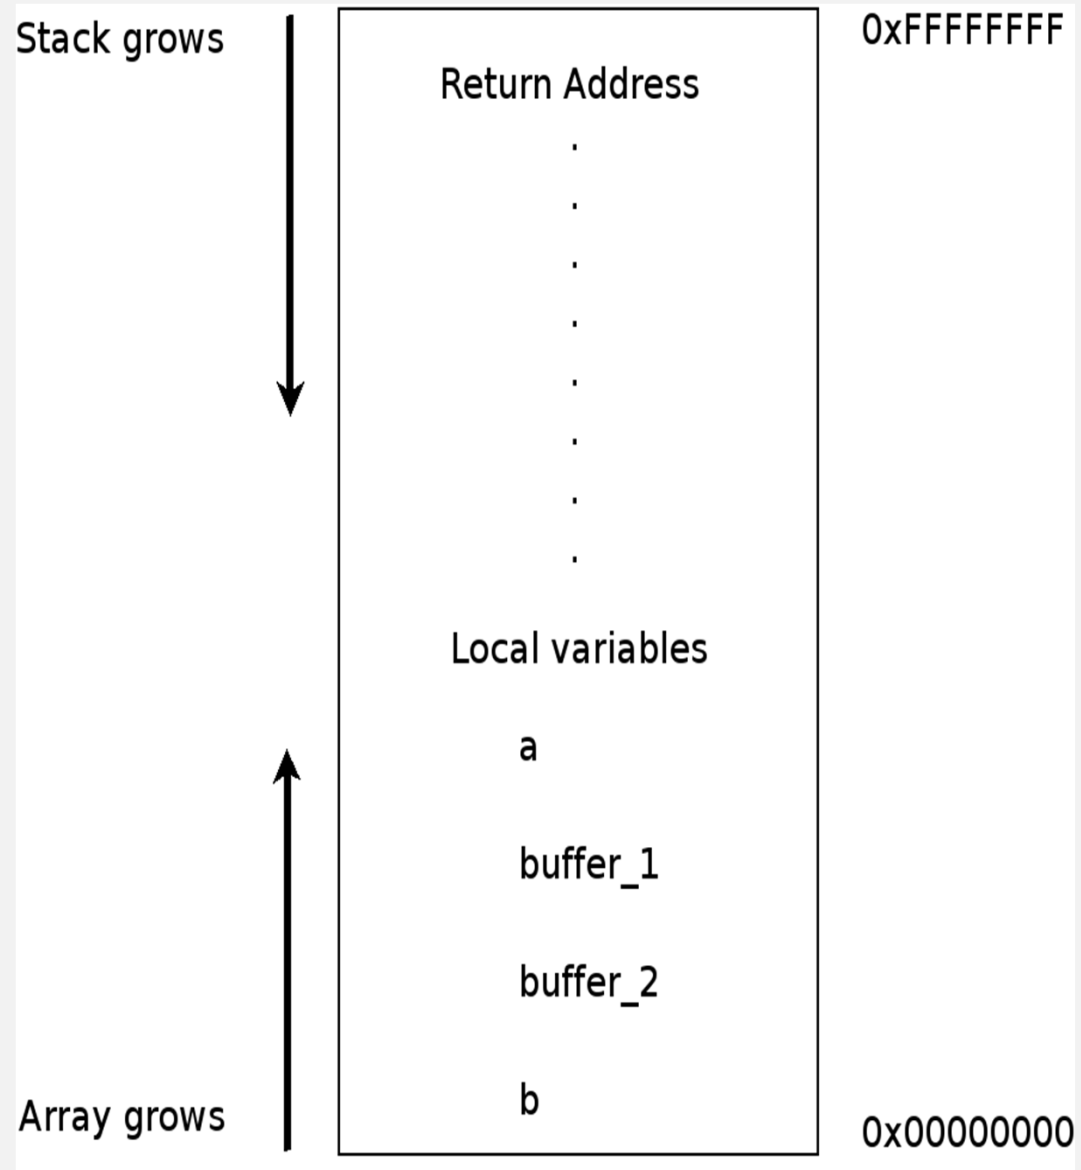 Stack grows
0xFFFFFFFF
Return Address
.
.
.
.
.
.
.
.
Local variables
a
buffer_1
buffer_2
b
Array grows
0x00000000